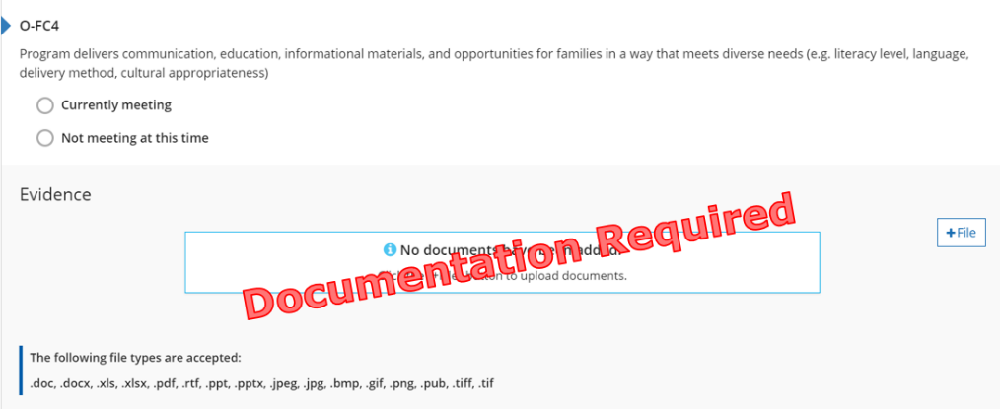 O-FC4
Program delivers communication, education, informational materials, and opportunities for families in a way that meets diverse needs (e.g. literacy level, language,
delivery method, cultural appropriateness)
Currently meeting
Not meeting at this time
Evidence
+File
No documents have been added.
to upload documents.
Documentation Required
The following file types are accepted:
.doc, .docx, .xls, .xlsx, .pdf, .rtf, .ppt, .pptx, .jpeg, .jpg, .bmp, .gif, .png, .pub, .tiff, .tif